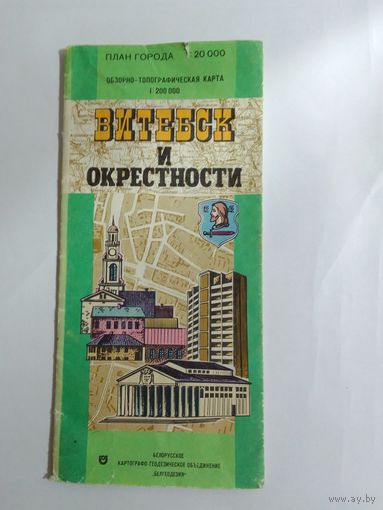 ПЛАН ГОРОДА 1:20 000
ОБЗОРНО-ТОПОГРАФИЧЕСКАЯ КАРТА
1:200 000
ВИТЕБСК
И
ОКРЕСТНОСТИ
БЕЛОРУССКОЕ
КАРТОГРАФО-ГЕОДЕЗИЧЕСКОЕ ОБЪЕДИНЕНИЕ
„БЕЛГЕОДЕЗИЯ"
www.ay.by